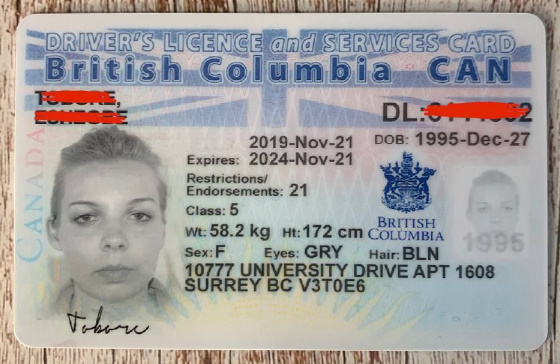 DRIVER'S LICENCE and SERVICES CARD
British Columbia CAN
CANADA
DL:
2019-Nov-21
DOB: 1995-Dec-27
Expires: 2024-Nov-21
Restrictions/
Endorsements: 21
Class: 5
Wt: 58.2 kg Ht: 172 cm
BRITISH
COLUMBIA
1995
Sex: F Eyes: GRY Hair: BLN
10777 UNIVERSITY DRIVE APT 1608
SURREY BC V3T0E6